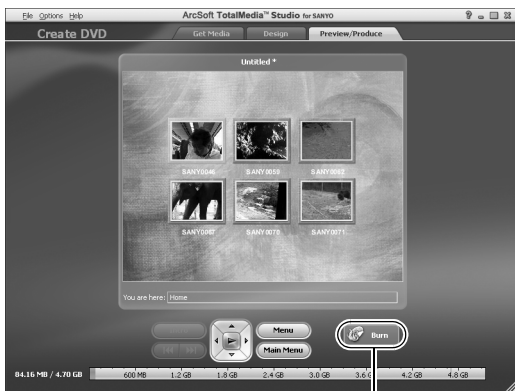 File Options Help
ArcSoft TotalMedia™ Studio for SANYO
?
Create DVD
Get Media Design Preview/Produce
Untitled *
SANY0046 SANY0059 SANY0062
SANY0067 SANY0070 SANY0071
You are here: Home
Menu
Burn
Main Menu
84.16 MB / 4.70 GB 600 MB 1.2 GB 1.8 GB 2.4 GB 3.0 GB 3.6 4.2 GB 4.8 GB